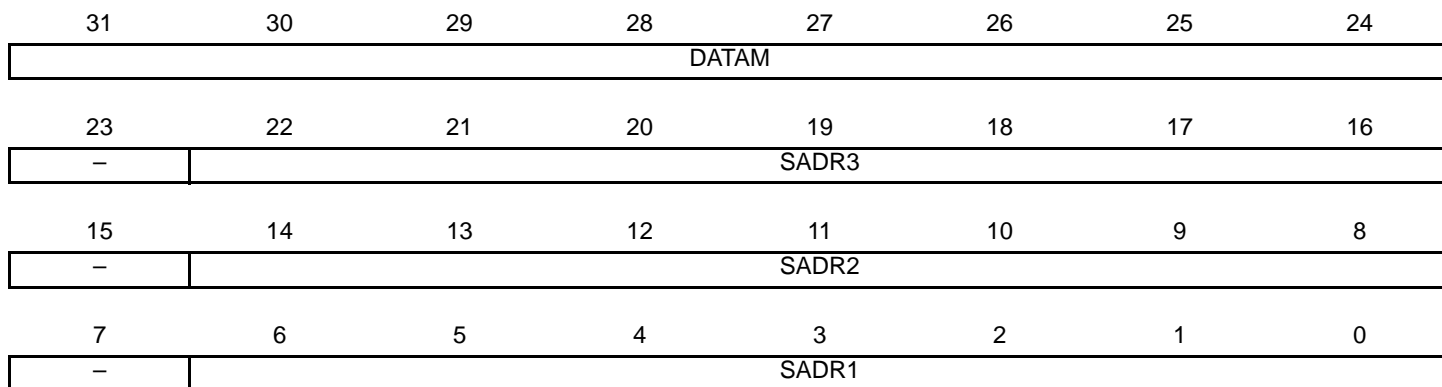 31 30 29 28 27 26 25 24
DATAM
23 22 21 20 19 18 17 16
– SADR3
15 14 13 12 11 10 9 8
– SADR2
7 6 5 4 3 2 1 0
– SADR1